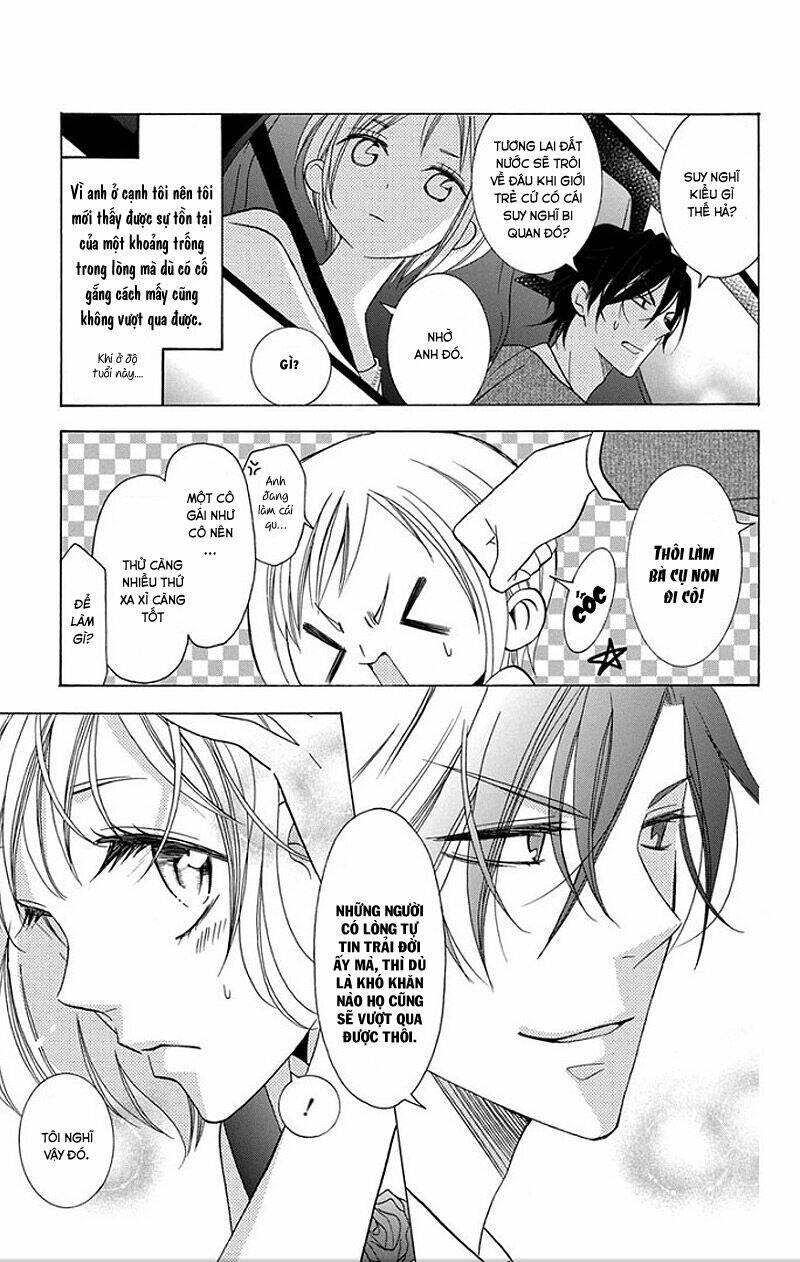 SUY NGHĨ
KIỂU GÌ
THẾ HẢ?
TƯƠNG LAI ĐẤT
NƯỚC SẼ TRÔI
VỀ ĐÂU KHI GIỚI
TRẺ CỨ CÓ CÁI
SUY NGHĨ BI
QUAN ĐÓ?
NHỜ
ANH ĐÓ.
GÌ?
Vì anh ở cạnh tôi nên tôi
mới thấy được sự tồn tại
của một khoảng trống
trong lòng mà dù có cố
gắng cách mấy cũng
không vượt qua được.
Khi ở độ
tuổi này....
THÔI LÀM
BÀ CỤ NON
ĐI CÔ!
CỐC
Anh
đang
làm cái
qu...
MỘT CÔ
GÁI NHƯ
CÔ NÊN
...
THỬ CÀNG
NHIỀU THỨ
XA XỈ CÀNG
TỐT
ĐỂ
LÀM
GÌ?
NHỮNG NGƯỜI
CÓ LÒNG TỰ
TIN TRẢI ĐỜI
ẤY MÀ, THÌ DÙ
LÀ KHÓ KHĂN
NÀO HỌ CŨNG
SẼ VƯỢT QUA
ĐƯỢC THÔI.
!
TÔI NGHĨ
VẬY ĐÓ.